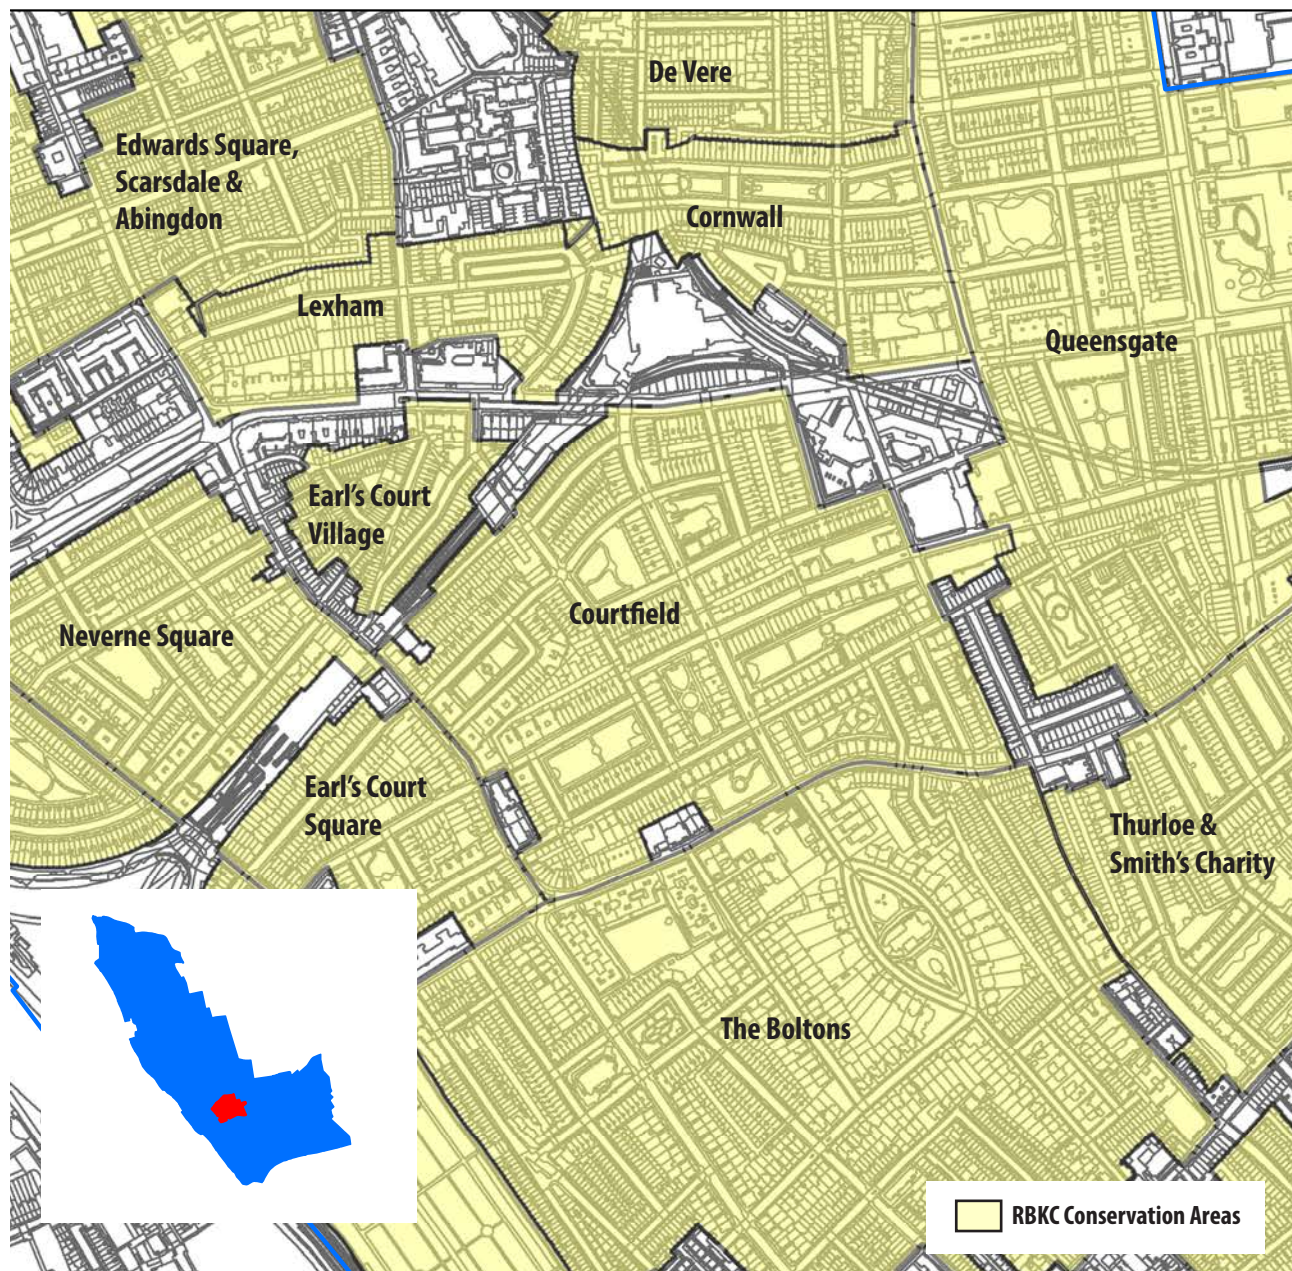 De Vere
Edwards Square,
Scarsdale &
Abingdon
Cornwall
Lexham
Queensgate
Earl's Court
Village
Courtfield
Neverne Square
Earl's Court
Square
Thurloe &
Smith's Charity
The Boltons
RBKC Conservation Areas